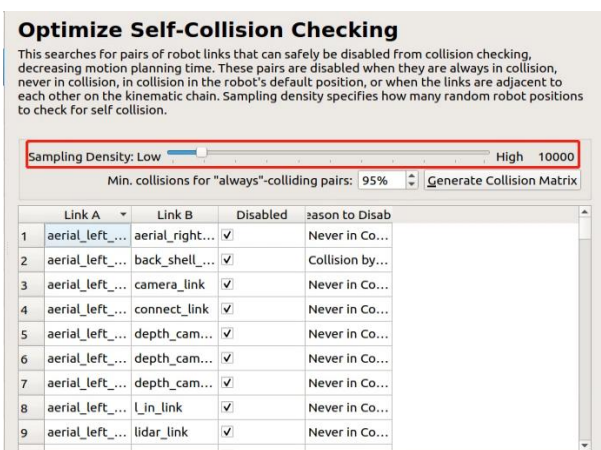 Optimize Self-Collision Checking
This searches for pairs of robot links that can safely be disabled from collision checking,
decreasing motion planning time. These pairs are disabled when they are always in collision,
never in collision, in collision in the robot's default position, or when the links are adjacent to
each other on the kinematic chain. Sampling density specifies how many random robot positions
to check for self collision.
Sampling Density: Low High 10000
Min. collisions for "always"-colliding pairs: 95% Generate Collision Matrix
Link A Link B Disabled eason to Disab
1 aerial_left_... aerial_right... Never in Co...
2 aerial_left_... back_shell_... Collision by...
3 aerial_left_... camera_link Never in Co...
4 aerial_left_... connect_link Never in Co...
5 aerial_left_... depth_cam... Never in Co...
6 aerial_left_... depth_cam... Never in Co...
7 aerial_left_... depth_cam... Never in Co...
8 aerial_left_... l_in_link Never in Co...
9 aerial_left_... lidar_link Never in Co...